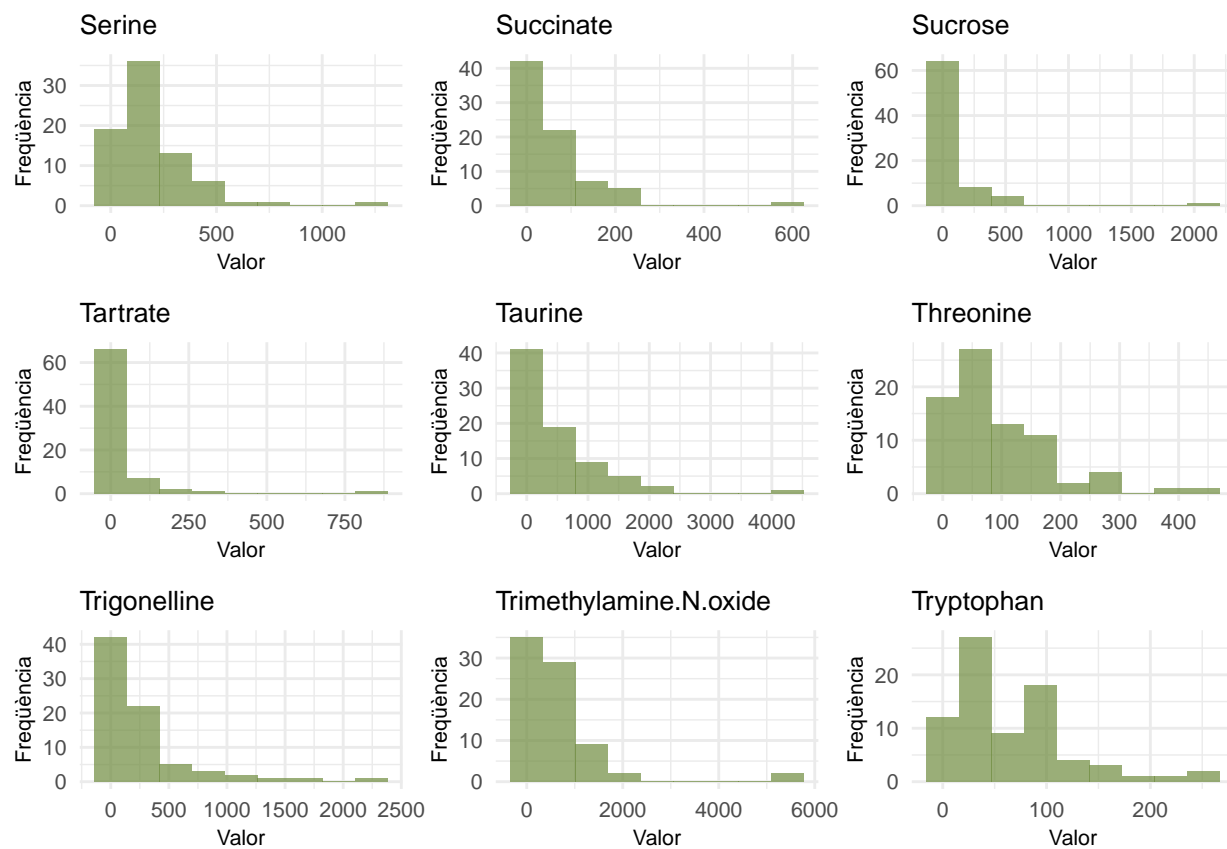 Serine
Freqüència
30
20
10
0
0 500 1000
Valor
Succinate
Freqüència
40
30
20
10
0
0 200 400 600
Valor
Sucrose
Freqüència
60
40
20
0
0 500 1000 1500 2000
Valor
Tartrate
Freqüència
60
40
20
0
0 250 500 750
Valor
Taurine
Freqüència
40
30
20
10
0
0 1000 2000 3000 4000
Valor
Threonine
Freqüència
20
10
0
0 100 200 300 400
Valor
Trigonelline
Freqüència
40
30
20
10
0
0 500 1000 1500 2000 2500
Valor
Trimethylamine.N.oxide
Freqüència
30
20
10
0
0 2000 4000 6000
Valor
Tryptophan
Freqüència
20
10
0
0 100 200
Valor